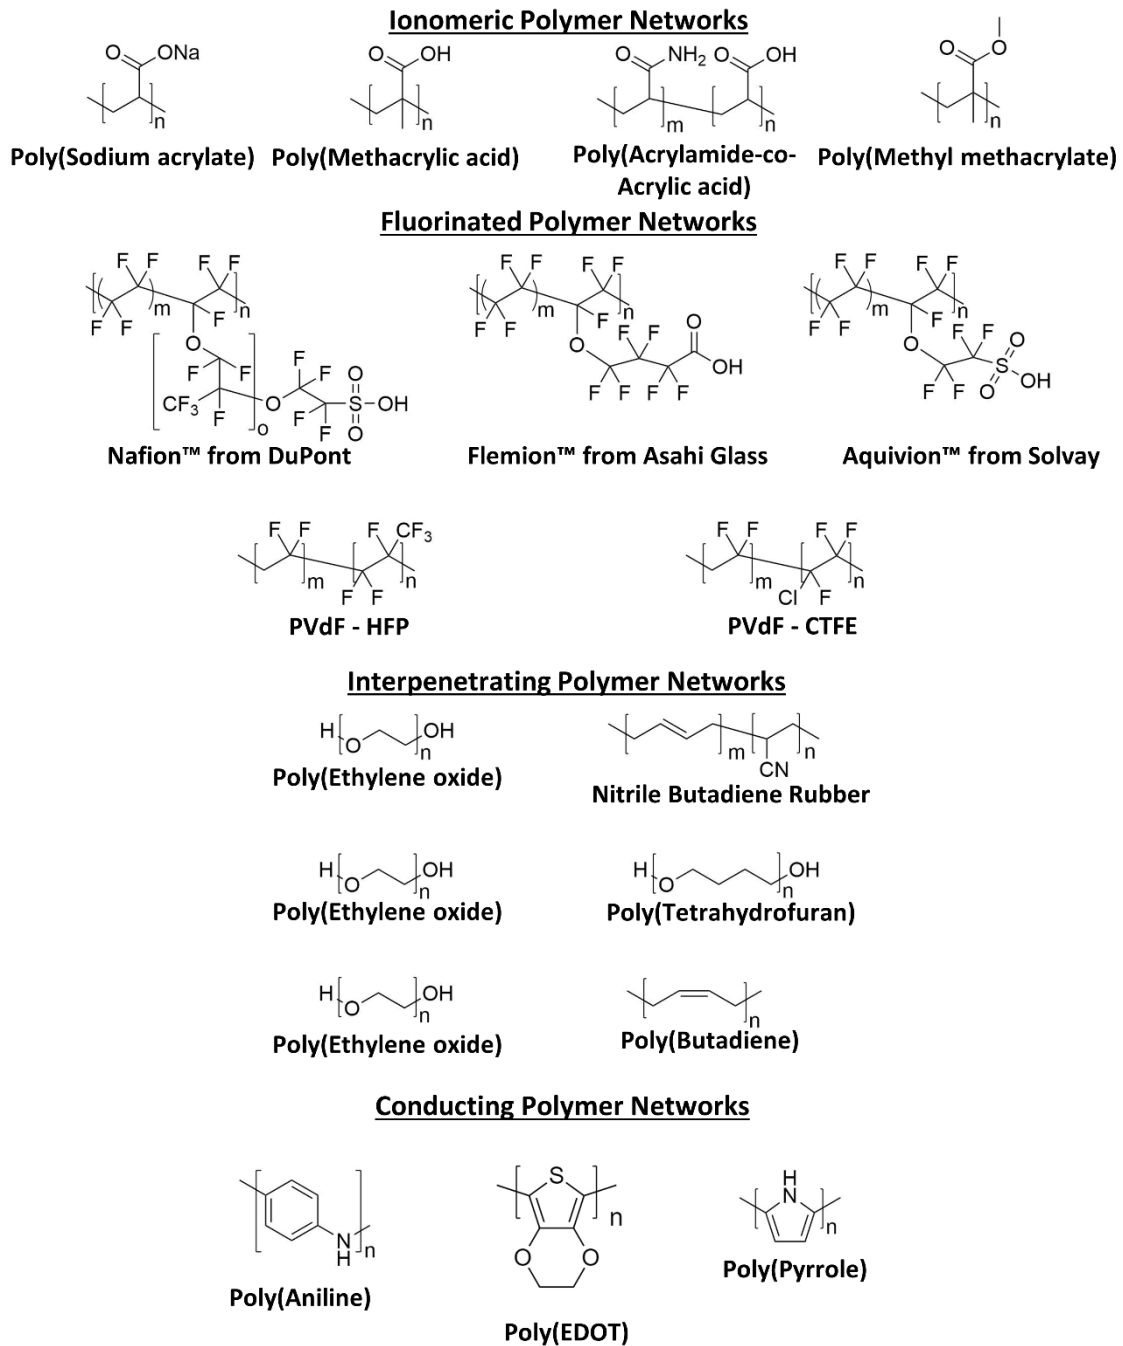 Ionomeric Polymer Networks
O ONa
n
Poly(Sodium acrylate)
O OH
n
Poly(Methacrylic acid)
O NH2 O OH
m n
Poly(Acrylamide-co-
Acrylic acid)
O O
n
Poly(Methyl methacrylate)
Fluorinated Polymer Networks
F F F F
m n
F F F
O
F F F
F O
CF3 F O F S OH
F F O
o
Nafion™ from DuPont
F F F F
m n
F F F F F O
O
OH
F F F F
Flemion™ from Asahi Glass
F F F F
m n
F F F F F O
O S
F F O OH
Aquivion™ from Solvay
F F F CF3
m n
F F
PVdF - HFP
F F F F
m n
Cl F
PVdF - CTFE
Interpenetrating Polymer Networks
H O OH
n
Poly(Ethylene oxide)
m n
CN
Nitrile Butadiene Rubber
H O OH
n
Poly(Ethylene oxide)
H O OH
n
Poly(Tetrahydrofuran)
H O OH
n
Poly(Ethylene oxide)
n
Poly(Butadiene)
Conducting Polymer Networks
N
H n
Poly(Aniline)
S
n
O O
Poly(EDOT)
H
N
n
Poly(Pyrrole)